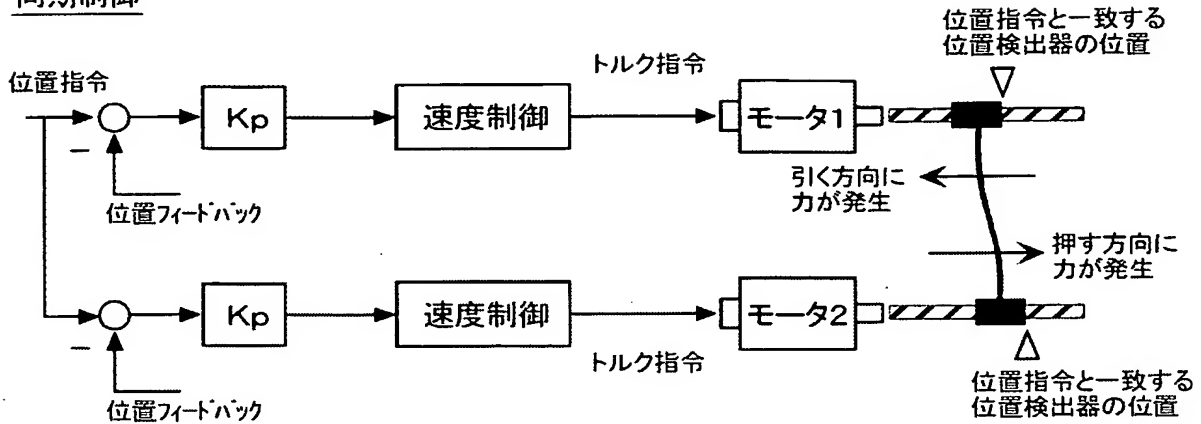 同期制御
位置指令と一致する
位置検出器の位置
トルク指令
位置指令
Kp
速度制御
モータ1
－
位置フィードバック
引く方向に
力が発生
押す方向に
力が発生
Kp
速度制御
モータ2
－
トルク指令
位置フィードバック
位置指令と一致する
位置検出器の位置